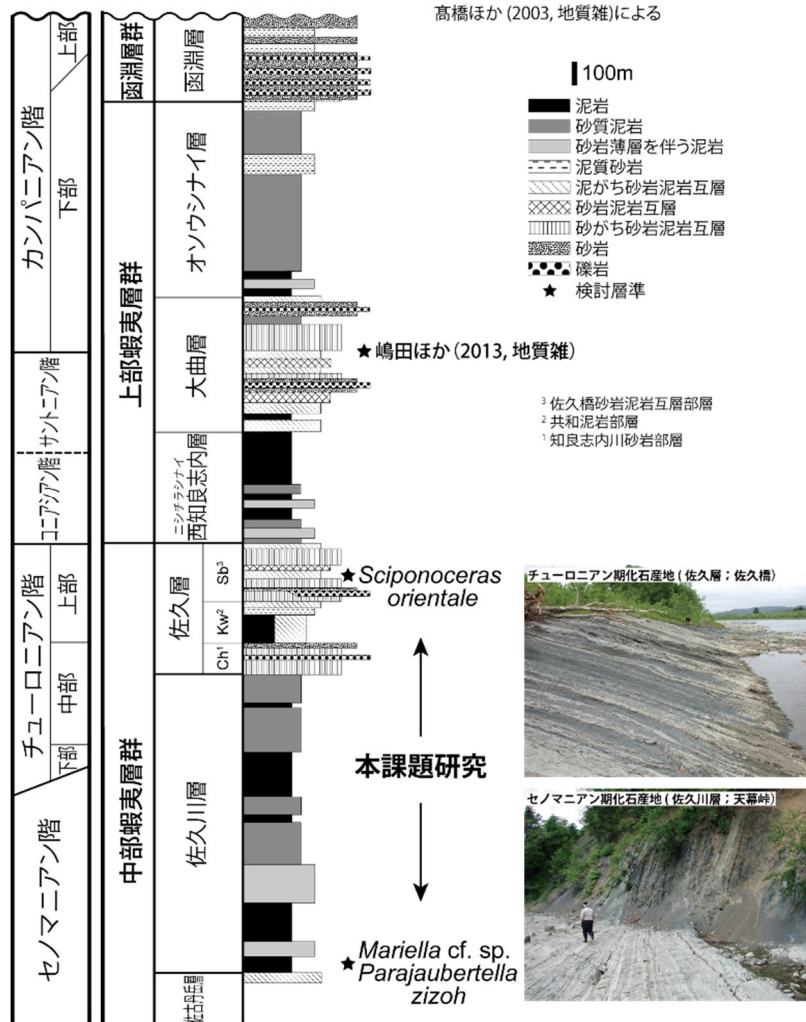 髙橋ほか (2003, 地質雑)による
100m
泥岩
砂質泥岩
砂岩薄層を伴う泥岩
泥質砂岩
泥がち砂岩泥岩互層
砂岩泥岩互層
砂がち砂岩泥岩互層
砂岩
礫岩
★ 検討層準
カンパニアン階
上部
下部
サントニアン階
コニアシアン階
チューロニアン階
上部
中部
下部
セノマニアン階
函淵層群
上部蝦夷層群
中部蝦夷層群
函淵層
オソウシナイ層
大曲層
ニシチラシナイ
西知良志内層
佐久層
Sb³
Kw²
Ch¹
佐久川層
佐古丹岳層
★ 嶋田ほか (2013, 地質雑)
³ 佐久橋砂岩泥岩互層部層
² 共和泥岩部層
¹ 知良志内川砂岩部層
★ Sciponoceras
orientale
本課題研究
★ Mariella cf. sp.
Parajaubertella
zizoh
チューロニアン期化石産地 ( 佐久層 ; 佐久橋 )
セノマニアン期化石産地 ( 佐久川層 ; 天幕峠 )